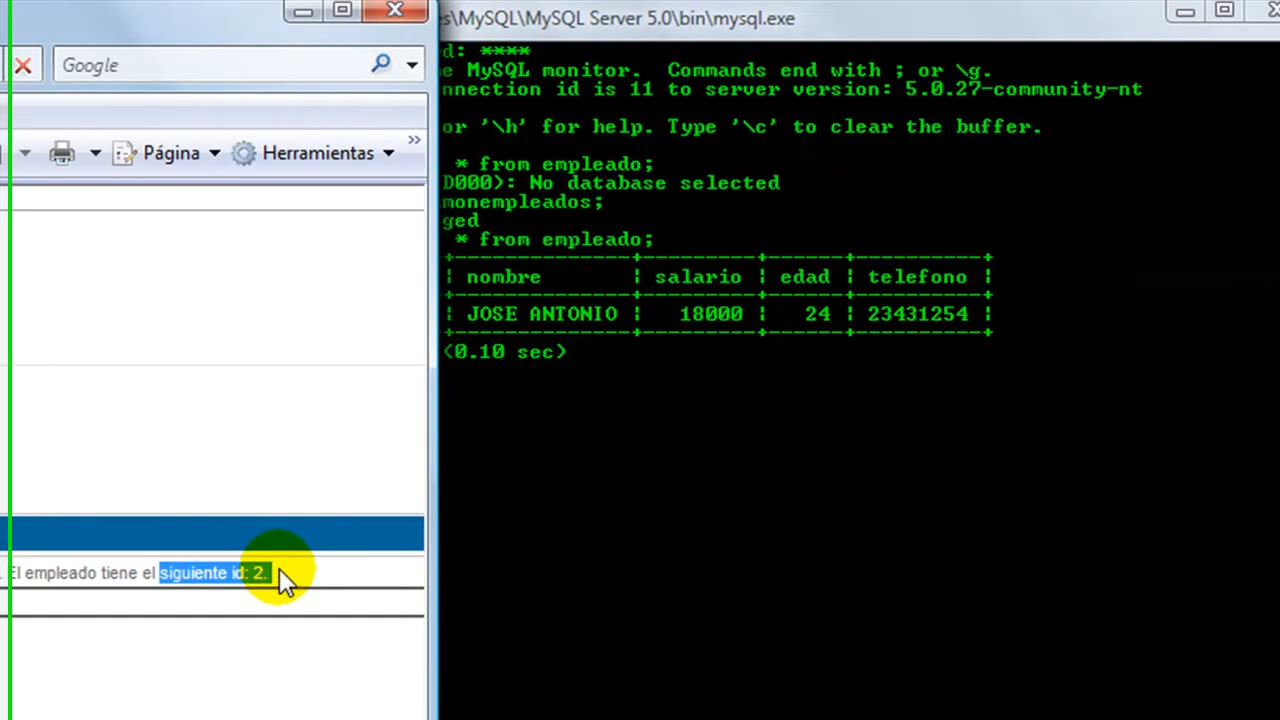 Google
Página
Herramientas
. El empleado tiene el siguiente id: 2.
s\MySQL\MySQL Server 5.0\bin\mysql.exe
d: ****
e MySQL monitor.  Commands end with ; or \g.
nnection id is 11 to server version: 5.0.27-community-nt
or '\h' for help. Type '\c' to clear the buffer.
* from empleado;
D000): No database selected
monempleados;
ged
* from empleado;
| nombre | salario | edad | telefono |
| JOSE ANTONIO | 18000 | 24 | 23431254 |
(0.10 sec)